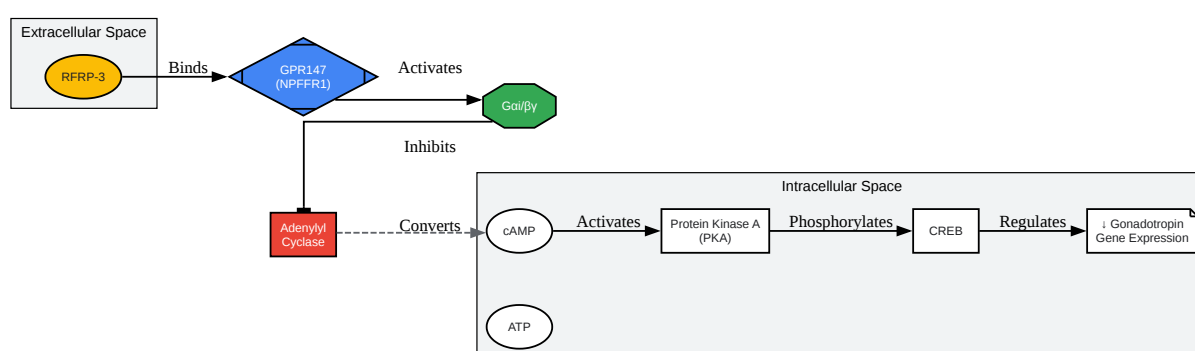 Extracellular Space
RFRP-3
Binds
GPR147
(NPFFR1)
Activates
Gαi/βγ
Inhibits
Intracellular Space
Adenylyl
Cyclase
Converts
cAMP
Activates
Protein Kinase A
(PKA)
Phosphorylates
CREB
Regulates
↓ Gonadotropin
Gene Expression
ATP